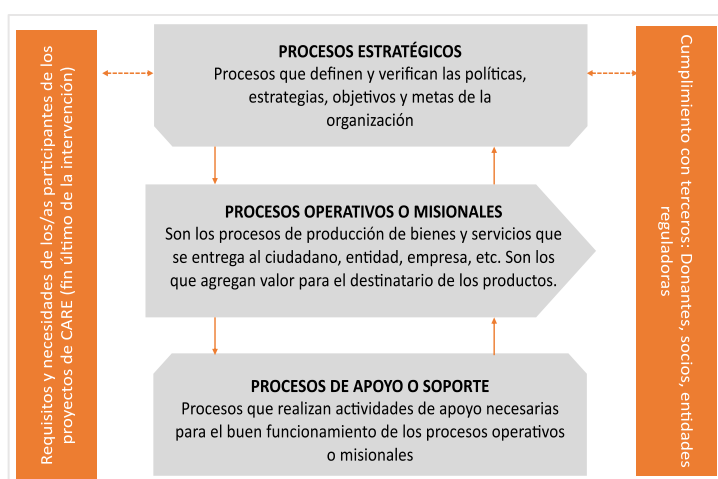 Requisitos y necesidades de los/as participantes de los
proyectos de CARE (fin último de la intervención)
PROCESOS ESTRATÉGICOS
Procesos que definen y verifican las políticas,
estrategias, objetivos y metas de la
organización
PROCESOS OPERATIVOS O MISIONALES
Son los procesos de producción de bienes y servicios que
se entrega al ciudadano, entidad, empresa, etc. Son los
que agregan valor para el destinatario de los productos.
PROCESOS DE APOYO O SOPORTE
Procesos que realizan actividades de apoyo necesarias
para el buen funcionamiento de los procesos operativos
o misionales
Cumplimiento con terceros: Donantes, socios, entidades
reguladoras